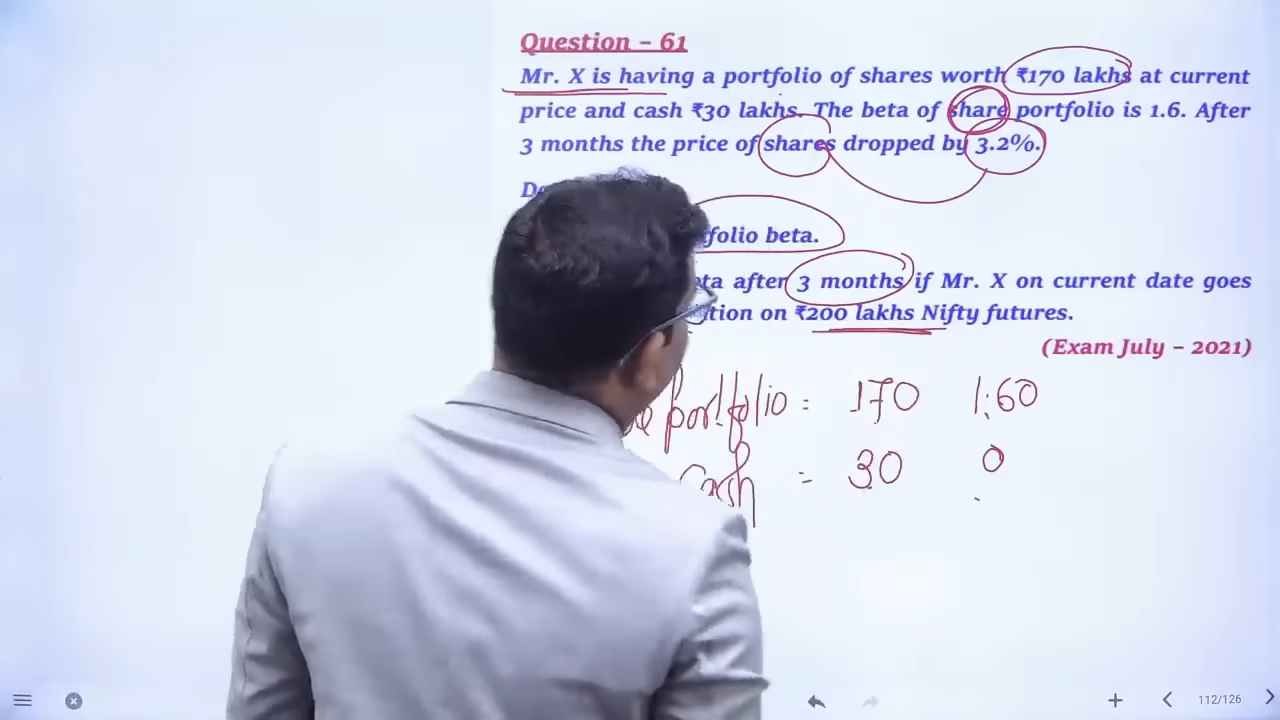 Question – 61
Mr. X is having a portfolio of shares worth ₹170 lakhs at current
price and cash ₹30 lakhs. The beta of share portfolio is 1.6. After
3 months the price of shares dropped by 3.2%.
folio beta.
after 3 months if Mr. X on current date goes
tion on ₹200 lakhs Nifty futures.
(Exam July – 2021)
portfolio = 170 1.60
Cash = 30 0
112/126